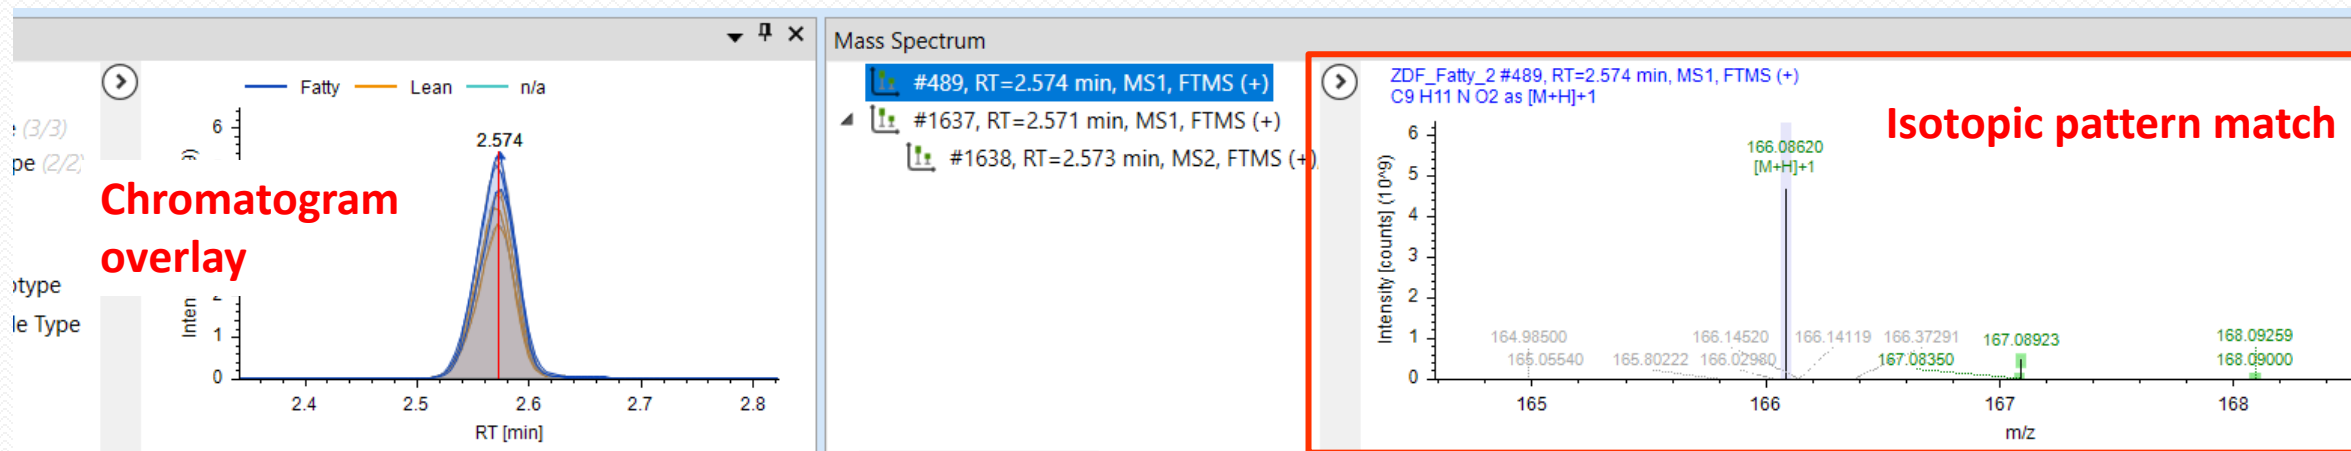 (3/3)
pe (2/2)
otype
le Type
Fatty
Lean
n/a
6
2.574
Chromatogram
overlay
Inten
2
1
0
2.4
2.5
2.6
2.7
2.8
RT [min]
Mass Spectrum
#489, RT=2.574 min, MS1, FTMS (+)
#1637, RT=2.571 min, MS1, FTMS (+)
#1638, RT=2.573 min, MS2, FTMS (+)
ZDF_Fatty_2 #489, RT=2.574 min, MS1, FTMS (+)
C9 H11 N O2 as [M+H]+1
Isotopic pattern match
Intensity [counts] (10^9)
6
5
4
3
2
1
0
166.08620
[M+H]+1
164.98500
166.14520
166.14119
166.37291
167.08923
168.09259
165.05540
165.80222
166.02980
167.08350
168.09000
165
166
167
168
m/z